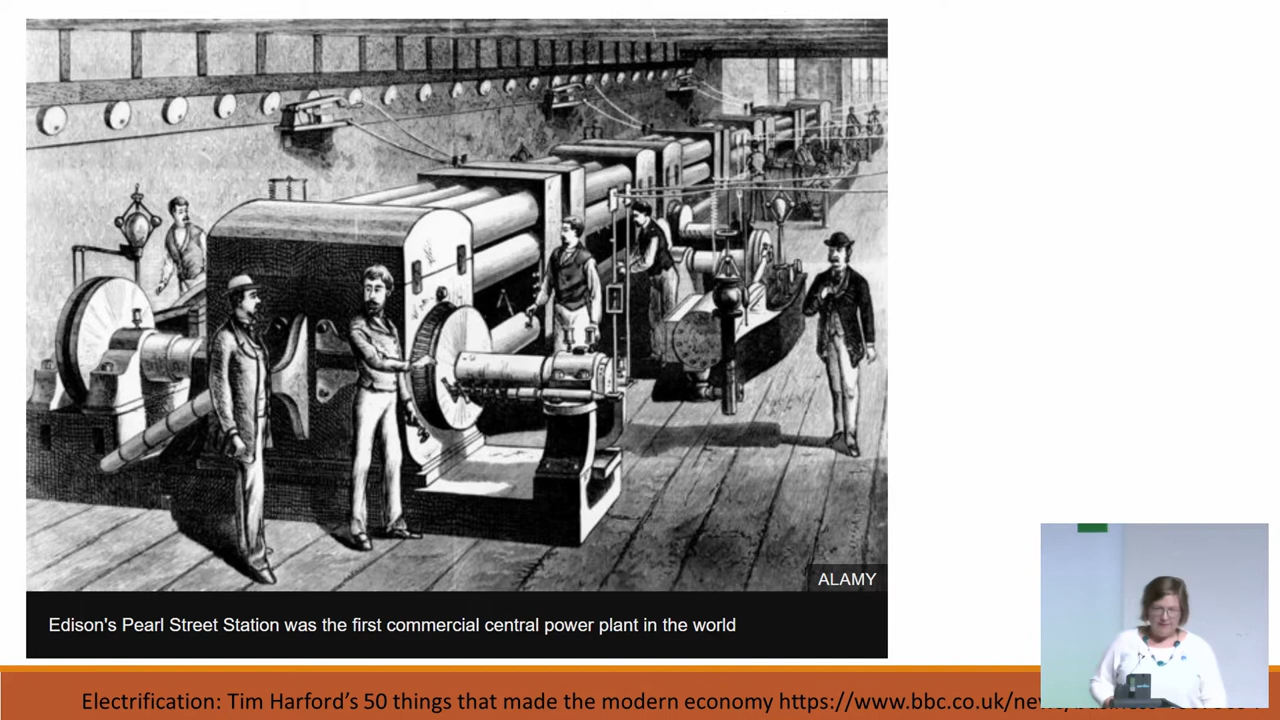 ALAMY
Edison's Pearl Street Station was the first commercial central power plant in the world
Electrification: Tim Harford’s 50 things that made the modern economy https://www.bbc.co.uk/